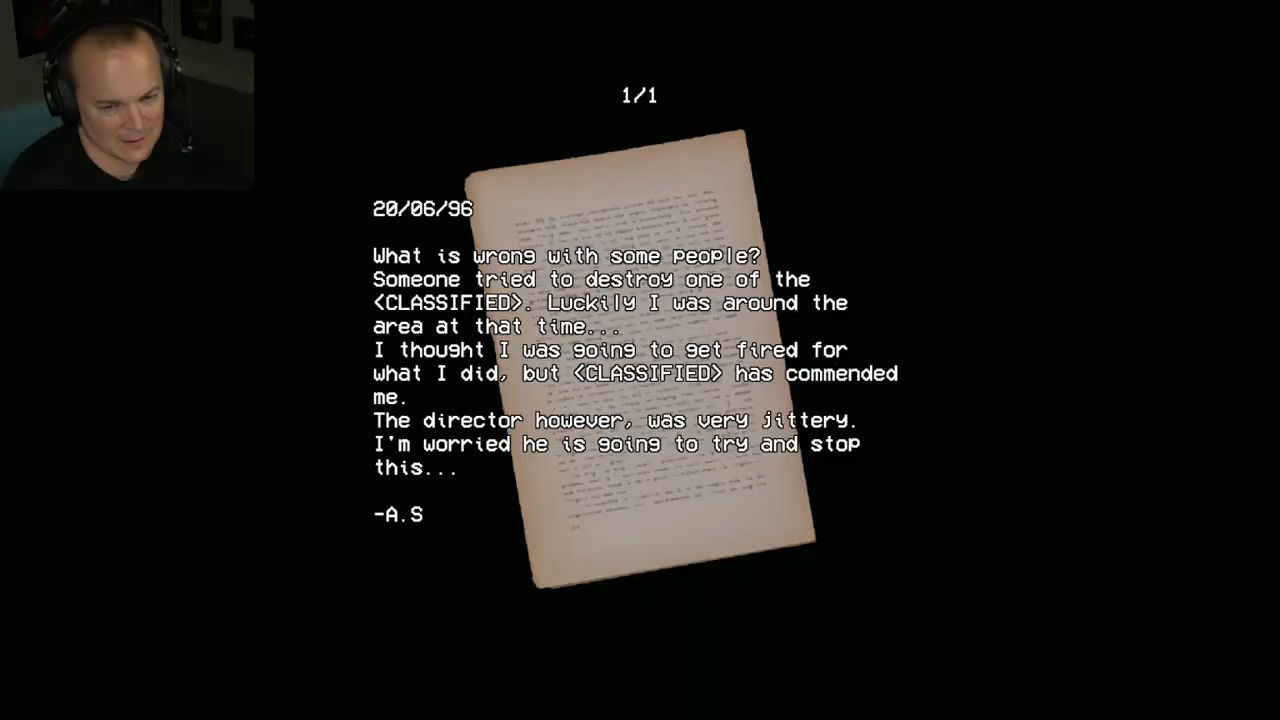 1/1
20/06/96
What is wrong with some people?
Someone tried to destroy one of the
<CLASSIFIED>. Luckily I was around the
area at that time...
I thought I was going to get fired for
what I did, but <CLASSIFIED> has commended
me.
The director however, was very jittery.
I'm worried he is going to try and stop
this...
-A.S